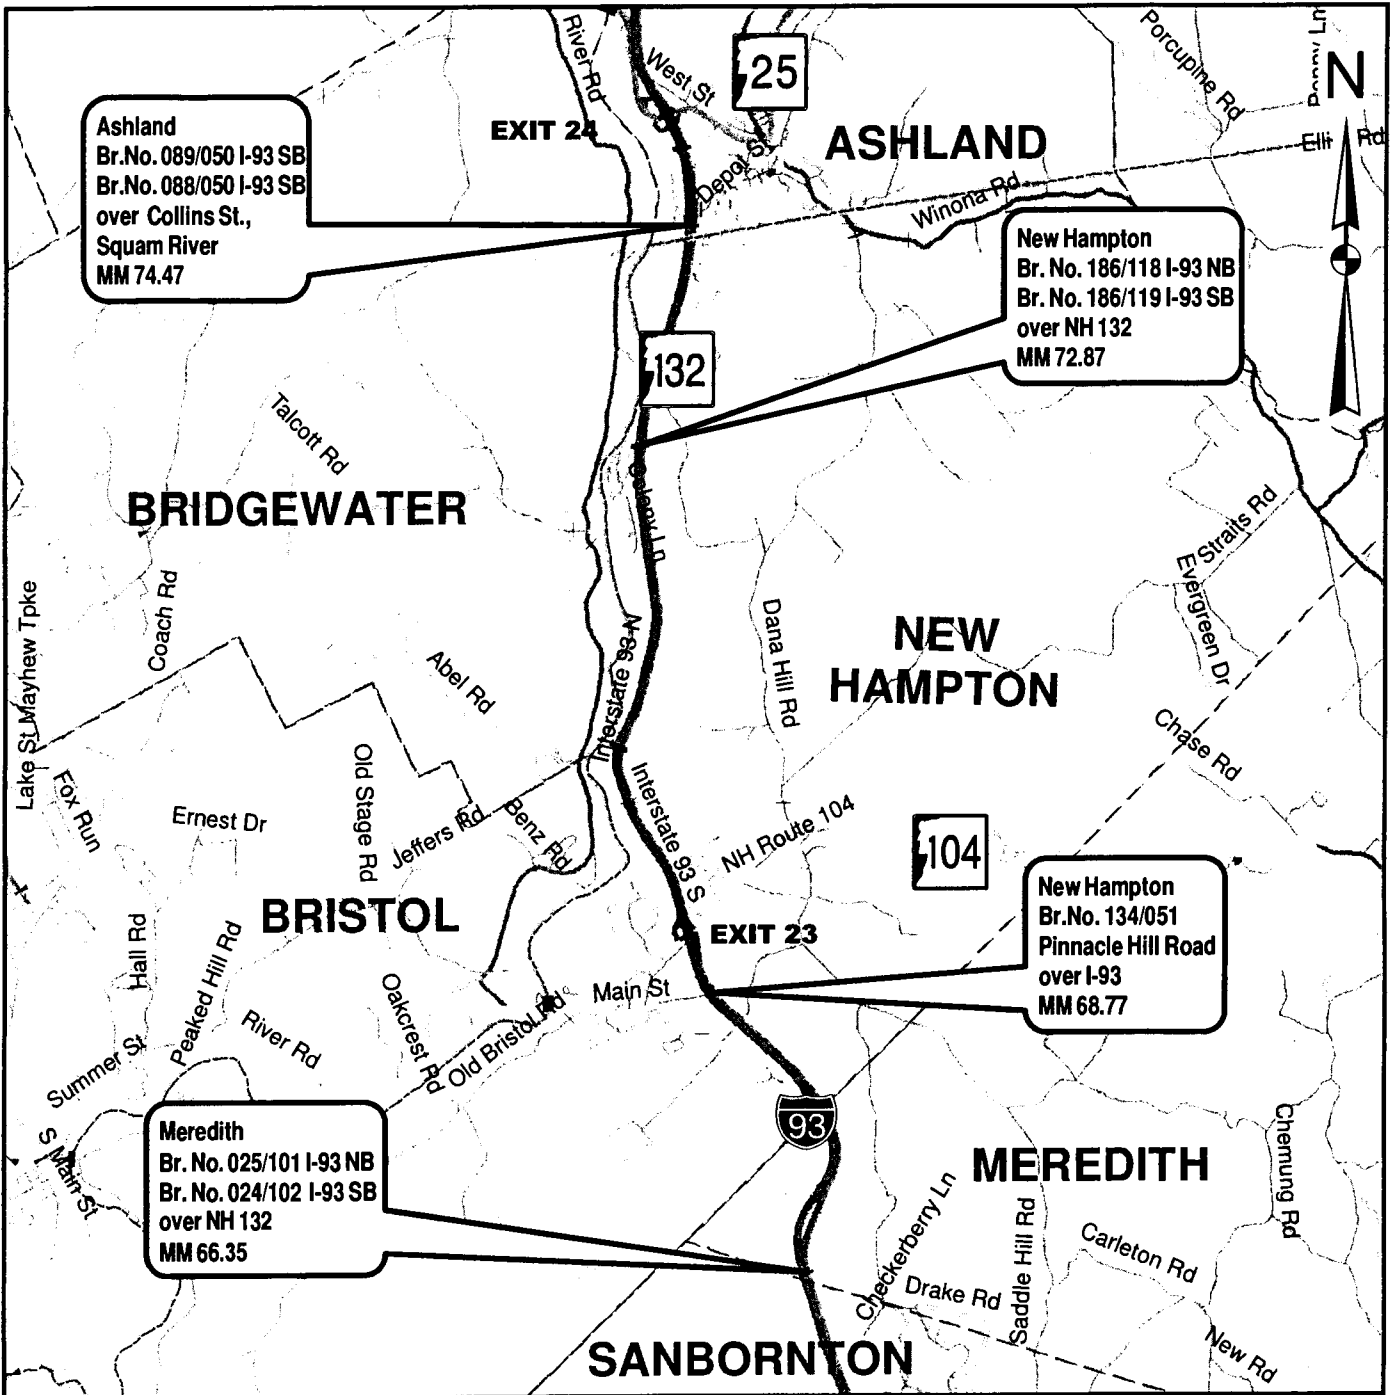 River Rd
West St
25
Porcupine Rd
N
EXIT 24
ASHLAND
Elli Rd
Depot St
Winona Rd
Ashland
Br.No. 089/050 I-93 SB
Br.No. 088/050 I-93 SB
over Collins St.,
Squam River
MM 74.47
New Hampton
Br. No. 186/118 I-93 NB
Br. No. 186/119 I-93 SB
over NH 132
MM 72.87
132
Talcott Rd
BRIDGEWATER
Colony Ln
Straits Rd
Evergreen Dr
Coach Rd
Lake St Mayhew Tpke
Dana Hill Rd
NEW
HAMPTON
Interstate 93 N
Abel Rd
Chase Rd
Fox Run
Ernest Dr
Old Stage Rd
Jeffers Rd
Benz Rd
Interstate 93 S
NH Route 104
104
BRISTOL
EXIT 23
Hall Rd
Peaked Hill Rd
New Hampton
Br.No. 134/051
Pinnacle Hill Road
over I-93
MM 68.77
Oakcrest Rd
Main St
Old Bristol Rd
River Rd
Summer St
S Main St
Meredith
Br. No. 025/101 I-93 NB
Br. No. 024/102 I-93 SB
over NH 132
MM 66.35
93
MEREDITH
Chemung Rd
Checkerberry Ln
Saddle Hill Rd
Carleton Rd
Drake Rd
New Rd
SANBORNTON